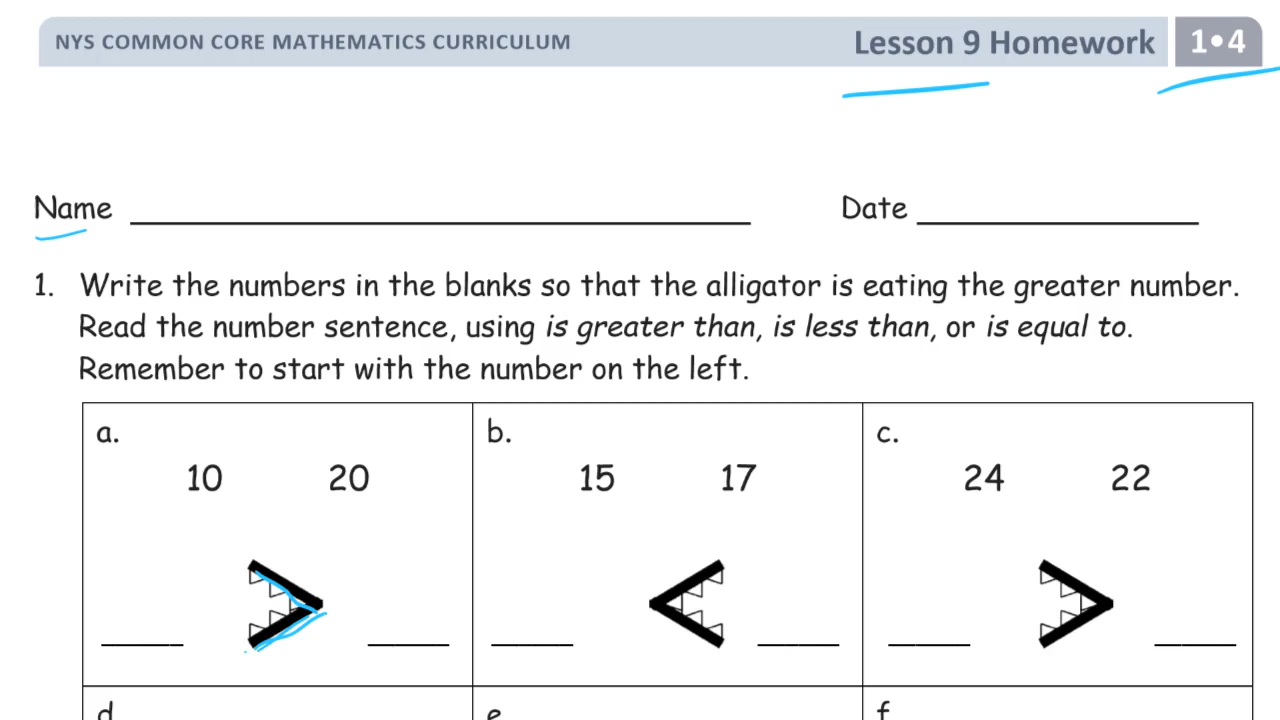 NYS COMMON CORE MATHEMATICS CURRICULUM
Lesson 9 Homework 1•4
Name Date
1. Write the numbers in the blanks so that the alligator is eating the greater number.
Read the number sentence, using is greater than, is less than, or is equal to.
Remember to start with the number on the left.
a. b. c.
10 20 15 17 24 22
d e f